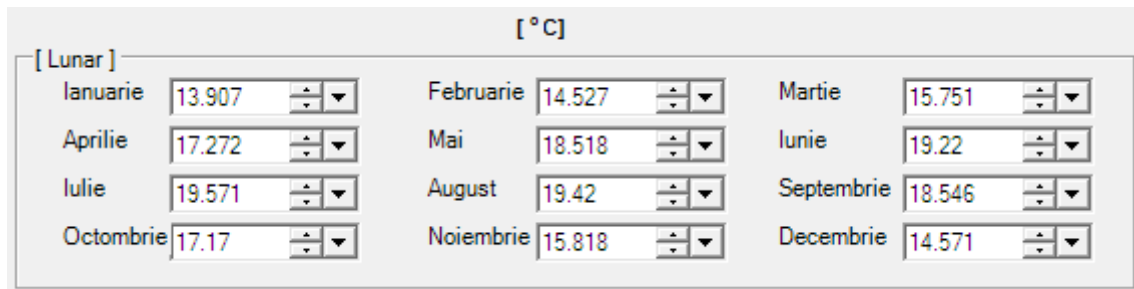 [ °C]
[ Lunar ]
Ianuarie 13.907 Februarie 14.527 Martie 15.751
Aprilie 17.272 Mai 18.518 Iunie 19.22
Iulie 19.571 August 19.42 Septembrie 18.546
Octombrie 17.17 Noiembrie 15.818 Decembrie 14.571